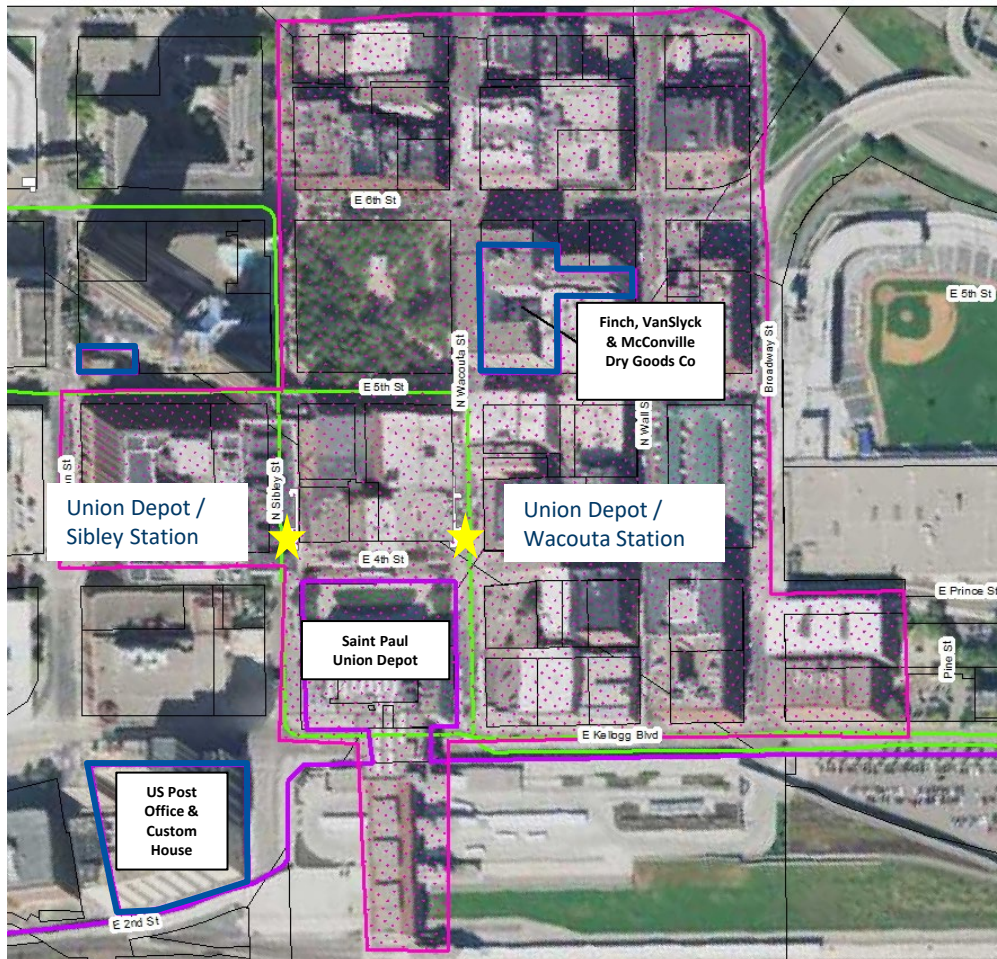 E 6th St
E 5th St
Finch, VanSlyck
& McConville
Dry Goods Co
N Wacouta St
Broadway St
E 5th St
N Wall S
N Sibley St
n St
Union Depot /
Sibley Station
Union Depot /
Wacouta Station
E 4th St
E Prince St
Saint Paul
Union Depot
Pine St
E Kellogg Blvd
US Post
Office &
Custom
House
E 2nd St